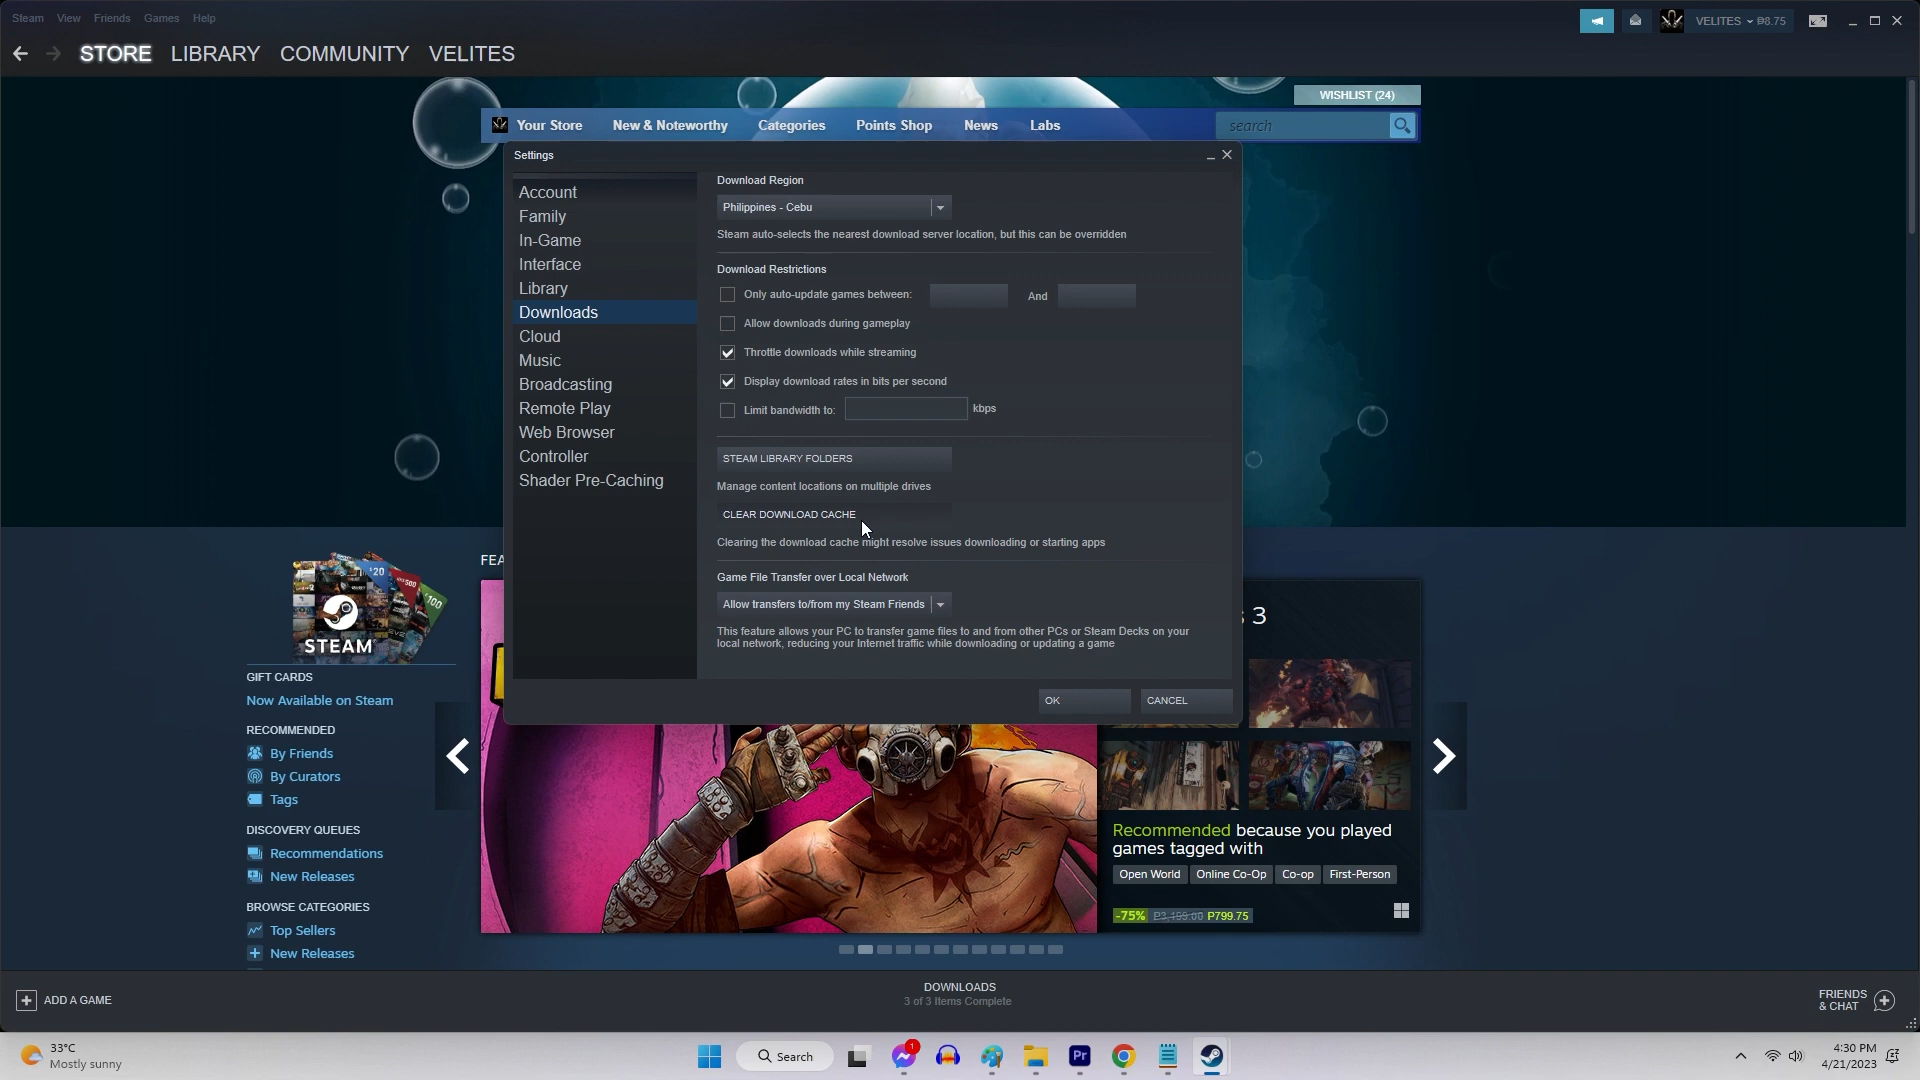 Steam View Friends Games Help
VELITES ₱8.75
STORE LIBRARY COMMUNITY VELITES
WISHLIST (24)
Your Store New & Noteworthy Categories Points Shop News Labs search
Settings
Account
Family
In-Game
Interface
Library
Downloads
Cloud
Music
Broadcasting
Remote Play
Web Browser
Controller
Shader Pre-Caching
Download Region
Philippines - Cebu
Steam auto-selects the nearest download server location, but this can be overridden
Download Restrictions
Only auto-update games between: And
Allow downloads during gameplay
Throttle downloads while streaming
Display download rates in bits per second
Limit bandwidth to: kbps
STEAM LIBRARY FOLDERS
Manage content locations on multiple drives
CLEAR DOWNLOAD CACHE
Clearing the download cache might resolve issues downloading or starting apps
Game File Transfer over Local Network
Allow transfers to/from my Steam Friends
This feature allows your PC to transfer game files to and from other PCs or Steam Decks on your
local network, reducing your Internet traffic while downloading or updating a game
OK CANCEL
$20
500
$100
STEAM
GIFT CARDS
Now Available on Steam
RECOMMENDED
By Friends
By Curators
Tags
DISCOVERY QUEUES
Recommendations
New Releases
BROWSE CATEGORIES
Top Sellers
New Releases
FEA
3
Recommended because you played
games tagged with
Open World Online Co-Op Co-op First-Person
-75% ₱3,199.00 ₱799.75
ADD A GAME
DOWNLOADS
3 of 3 Items Complete
FRIENDS
& CHAT
33°C
Mostly sunny
Search
1
Pr
4:30 PM
4/21/2023